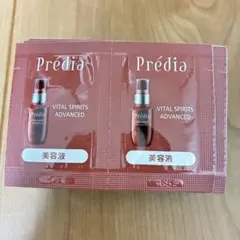 Prédia
VITAL SPIRITS
ADVANCED
美容液
Prédia
VITAL SPIRITS
ADVANCED
美容液